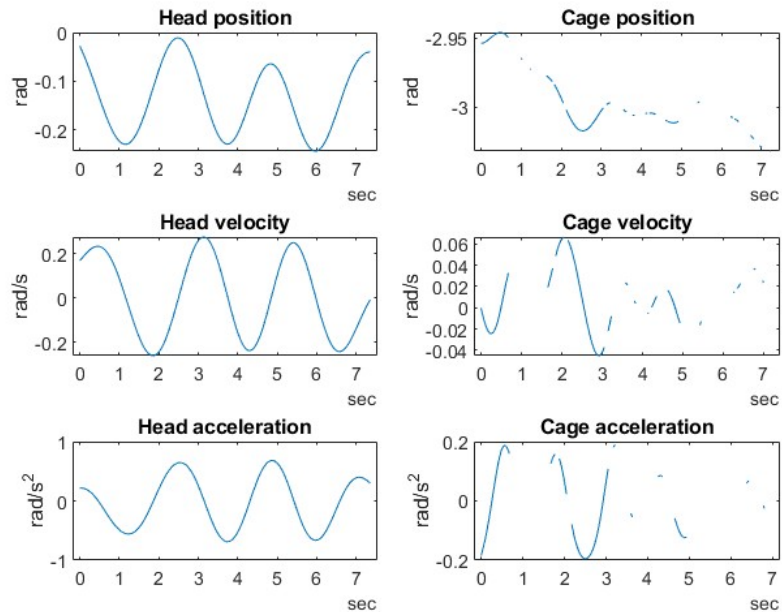 Head position
0
-0.1
-0.2
rad
0 1 2 3 4 5 6 7
sec
Cage position
-2.95
-3
rad
0 1 2 3 4 5 6 7
sec
Head velocity
0.2
0
-0.2
rad/s
0 1 2 3 4 5 6 7
sec
Cage velocity
0.06
0.04
0.02
0
-0.02
-0.04
rad/s
0 1 2 3 4 5 6 7
sec
Head acceleration
1
0
-1
rad/s²
0 1 2 3 4 5 6 7
sec
Cage acceleration
0.2
0
-0.2
rad/s²
0 1 2 3 4 5 6 7
sec